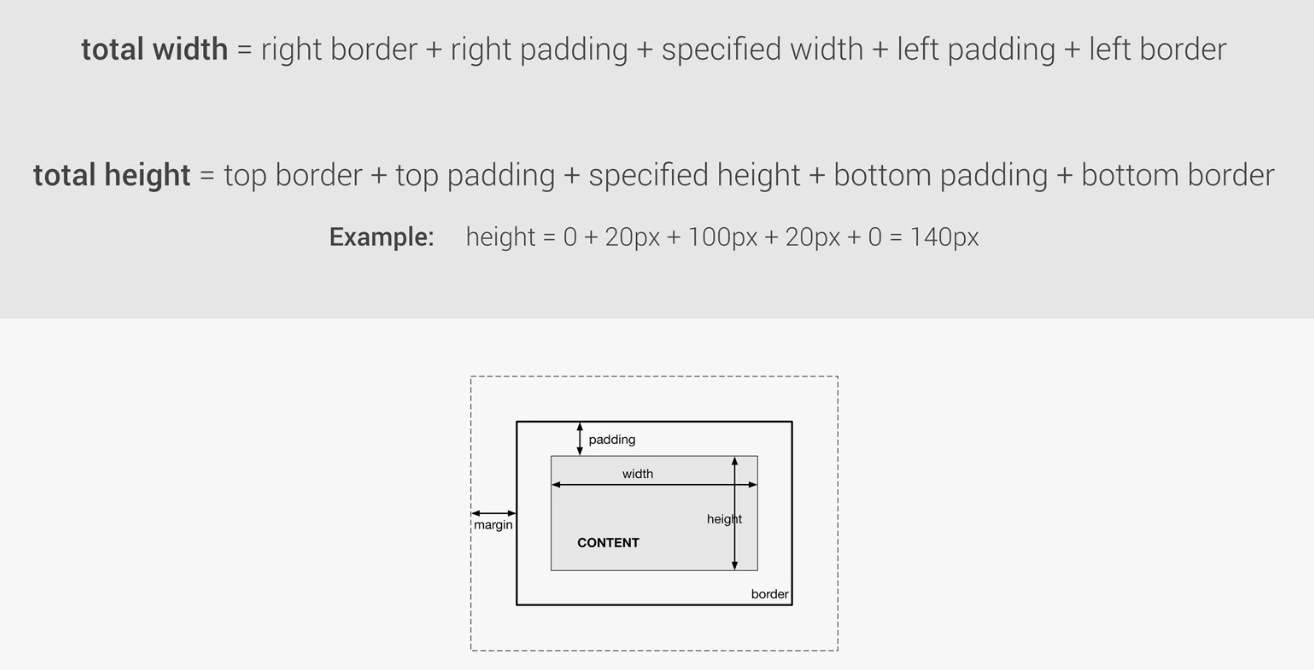 total width = right border + right padding + specified width + left padding + left border
total height = top border + top padding + specified height + bottom padding + bottom border
Example: height = 0 + 20px + 100px + 20px + 0 = 140px
padding
width
height
margin
CONTENT
border